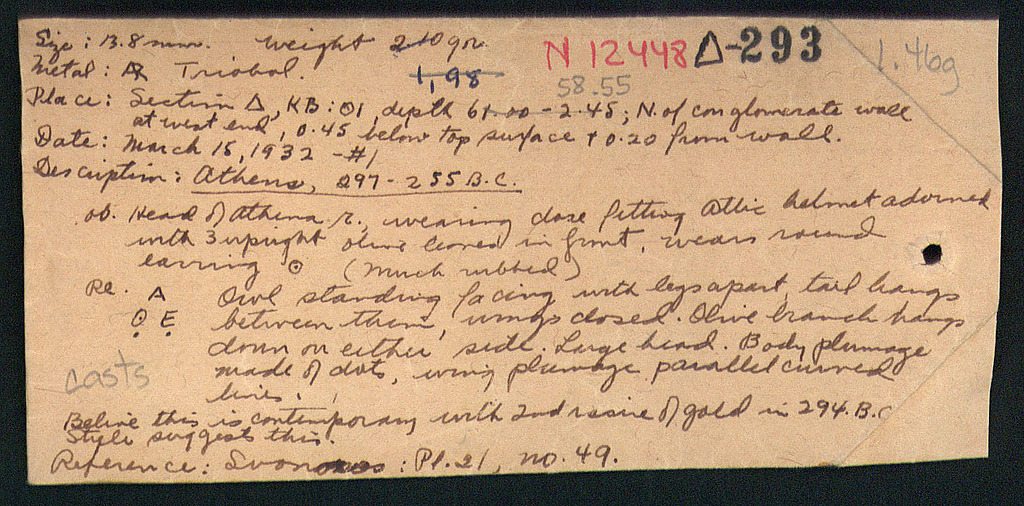 Size: 13.8 mm. Weight 2.10 gr. N 12448 Δ-293
Metal: AR Triobol. 1,98 58.55 1.46g
Place: Section Δ, KB: Θ1, depth 61.00 - 2.45; N. of conglomerate wall
at west end, 0.45 below top surface + 0.20 from wall.
Date: March 15, 1932 - #1
Description: Athens, 297-255 B.C.
ob. Head of Athena r., wearing close fitting Attic helmet adorned
with 3 upright olive leaves in front, wears round
earring ⊙ (Much rubbed)
Re. A Owl standing facing with legs apart, tail hangs
Θ E between them, wings closed. Olive branch hangs
down on either side. Large head. Body plumage
made of dots, wing plumage parallel curved
casts
lines.
Believe this is contemporary with 2nd issue of gold in 294. B.C.
Style suggest this.
Reference: Svoronos: Pl. 21, no. 49.